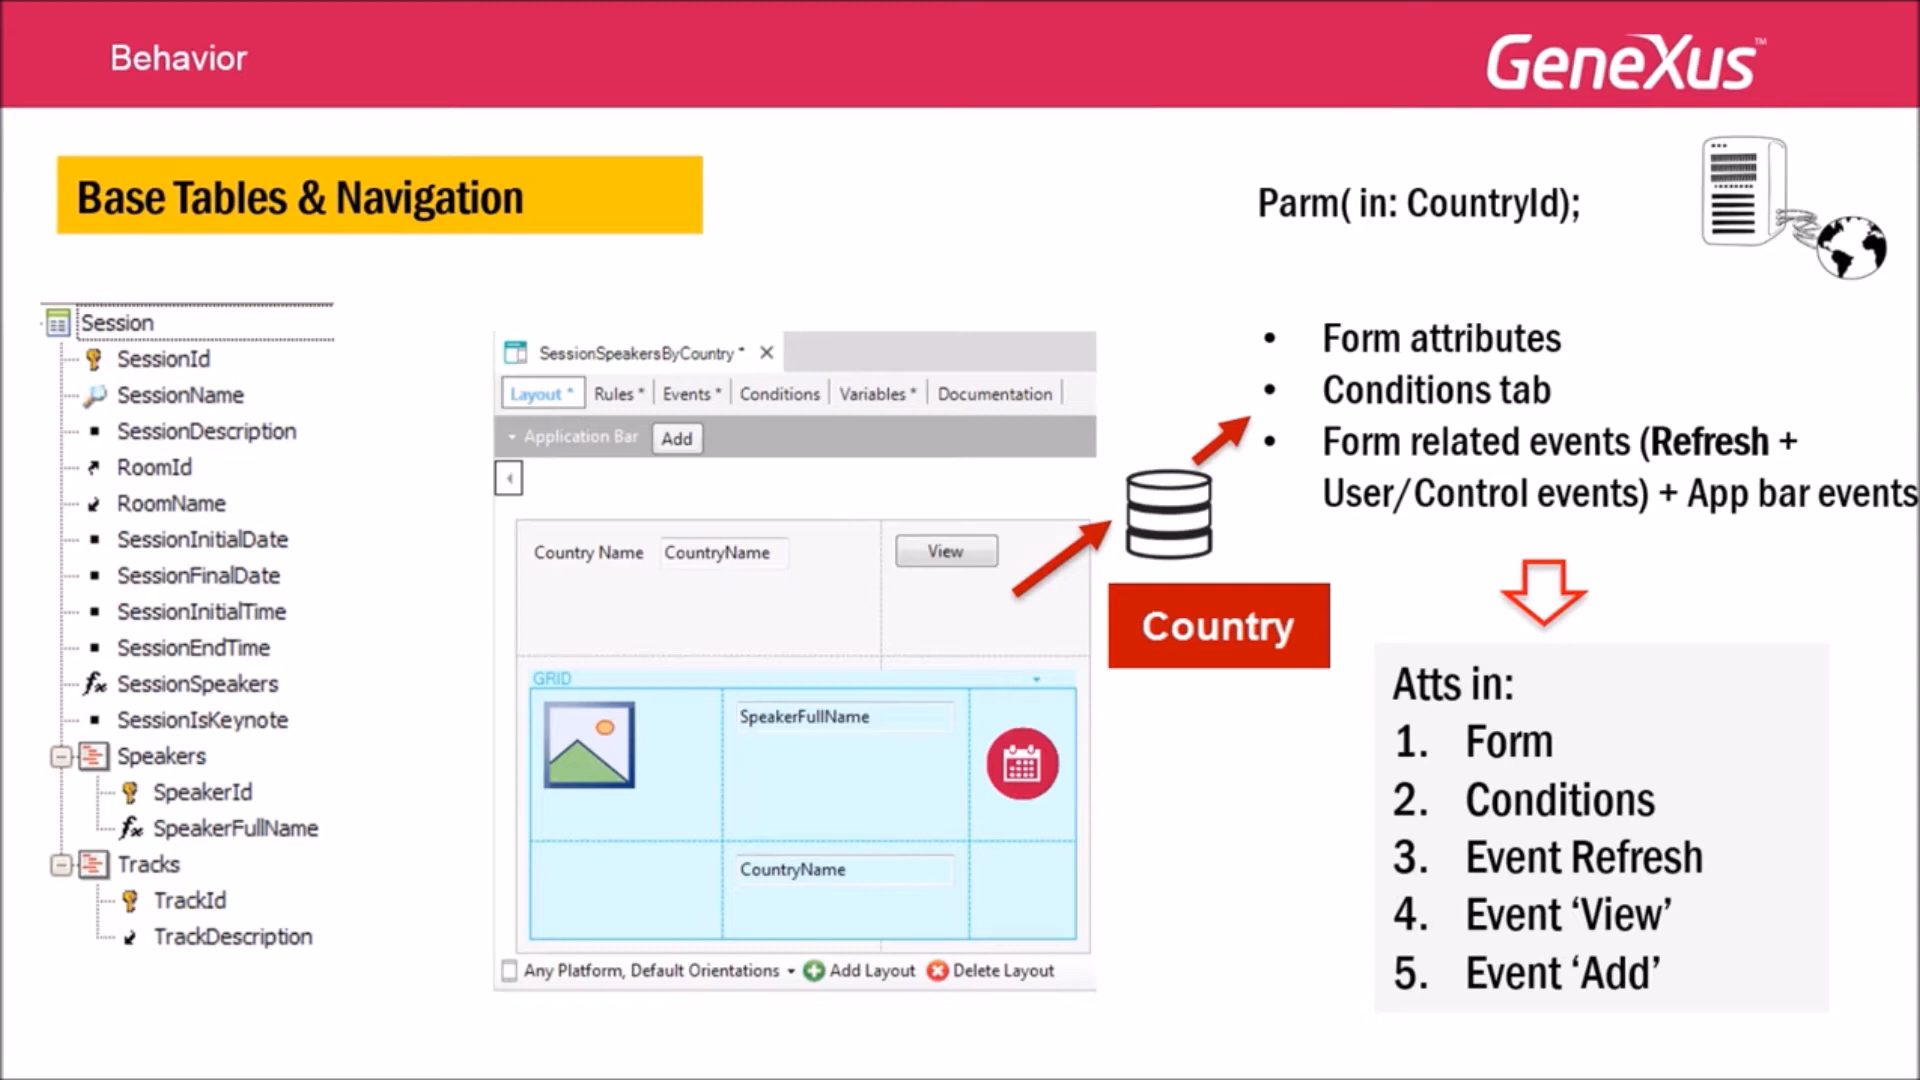 Behavior
GeneXus™
Base Tables & Navigation
Parm( in: CountryId);
Session
SessionId
SessionName
SessionDescription
RoomId
RoomName
SessionInitialDate
SessionFinalDate
SessionInitialTime
SessionEndTime
SessionSpeakers
SessionIsKeynote
Speakers
SpeakerId
SpeakerFullName
Tracks
TrackId
TrackDescription
SessionSpeakersByCountry *
Layout * Rules * Events * Conditions Variables * Documentation
Application Bar Add
Country Name CountryName View
GRID
SpeakerFullName
CountryName
Any Platform, Default Orientations Add Layout Delete Layout
Country
• Form attributes
• Conditions tab
• Form related events (Refresh +
User/Control events) + App bar events
Atts in:
1. Form
2. Conditions
3. Event Refresh
4. Event ‘View’
5. Event ‘Add’